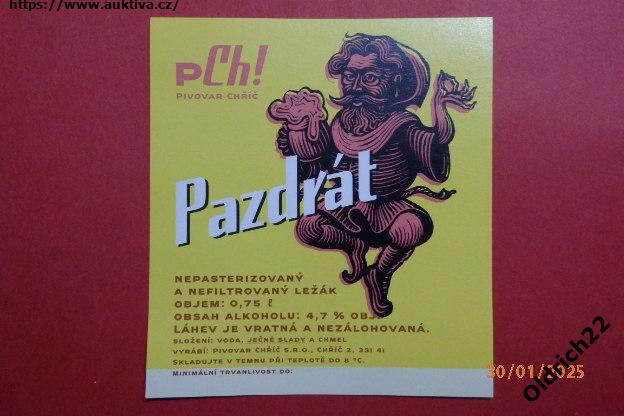 https://www.auktiva.cz/
PCh!
PIVOVAR CHŘÍČ
Pazdrát
NEPASTERIZOVANÝ
A NEFILTROVANÝ LEŽÁK
OBJEM: 0,75 ℓ
OBSAH ALKOHOLU: 4,7 % OBJ.
LÁHEV JE VRATNÁ A NEZÁLOHOVANÁ.
SLOŽENÍ: VODA, JEČNÉ SLADY A CHMEL
VYRÁBÍ: PIVOVAR CHŘÍČ S.R.O., CHŘÍČ 2, 331 41
SKLADUJTE V TEMNU PŘI TEPLOTĚ DO 8 °C.
MINIMÁLNÍ TRVANLIVOST DO:
30/01/2025
Oldrich22